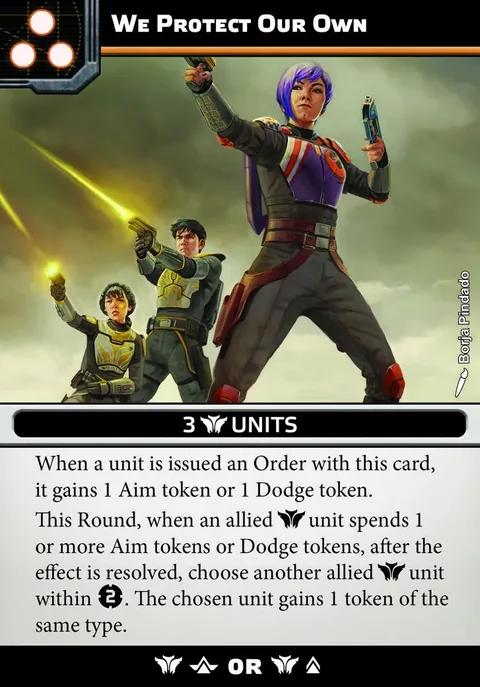 We Protect Our Own
Borja Pindado
3 UNITS
When a unit is issued an Order with this card,
it gains 1 Aim token or 1 Dodge token.
This Round, when an allied unit spends 1
or more Aim tokens or Dodge tokens, after the
effect is resolved, choose another allied unit
within 2. The chosen unit gains 1 token of the
same type.
OR